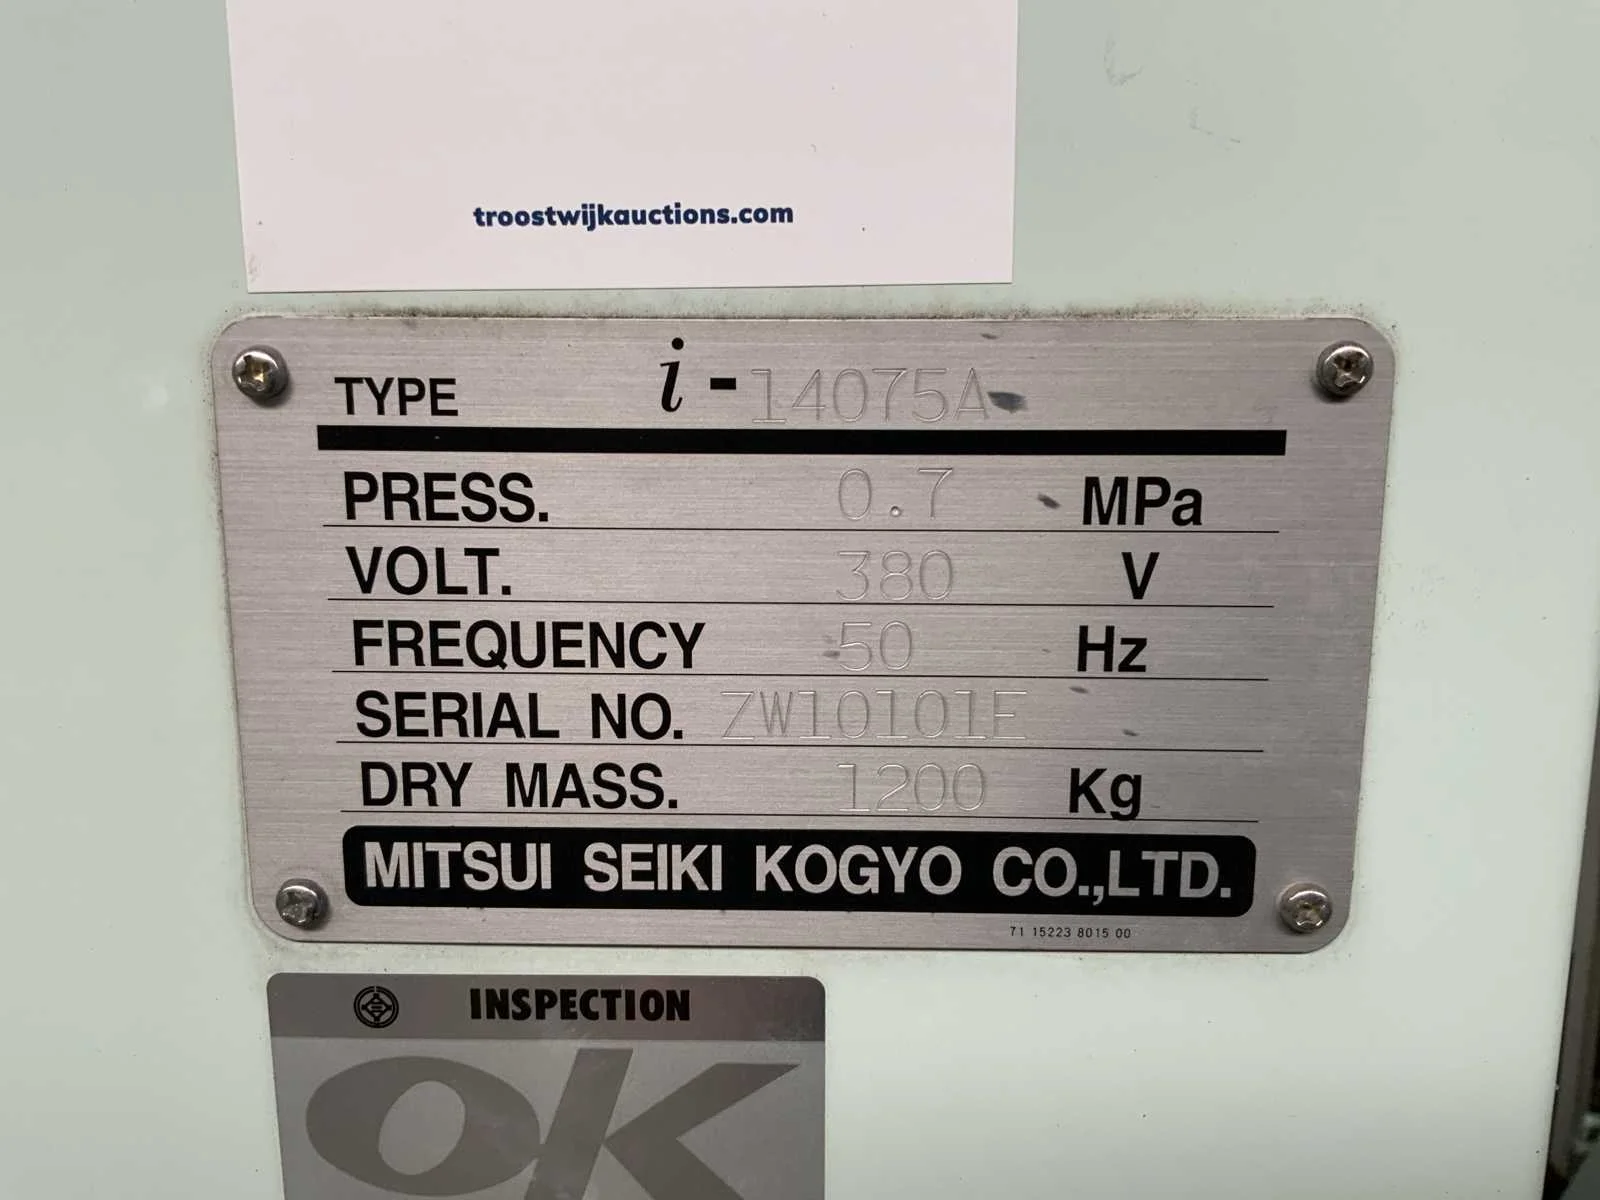 troostwijkauctions.com
TYPE i-14075A
PRESS. 0.7 MPa
VOLT. 380 V
FREQUENCY 50 Hz
SERIAL NO. ZW10101E
DRY MASS. 1200 Kg
MITSUI SEIKI KOGYO CO.,LTD.
71 15223 8015 00
INSPECTION
OK